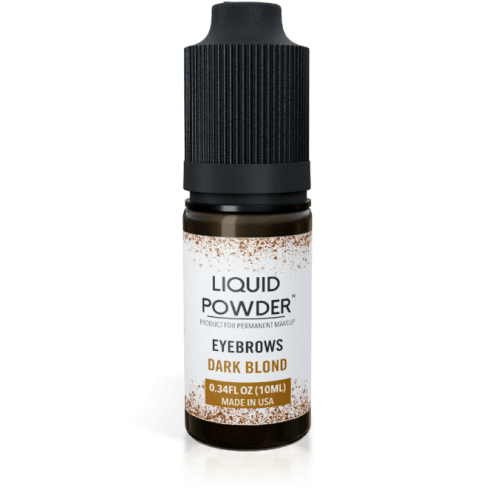 LIQUID
POWDER™
PRODUCT FOR PERMANENT MAKEUP
EYEBROWS
DARK BLOND
0.34FL OZ (10ML)
MADE IN USA